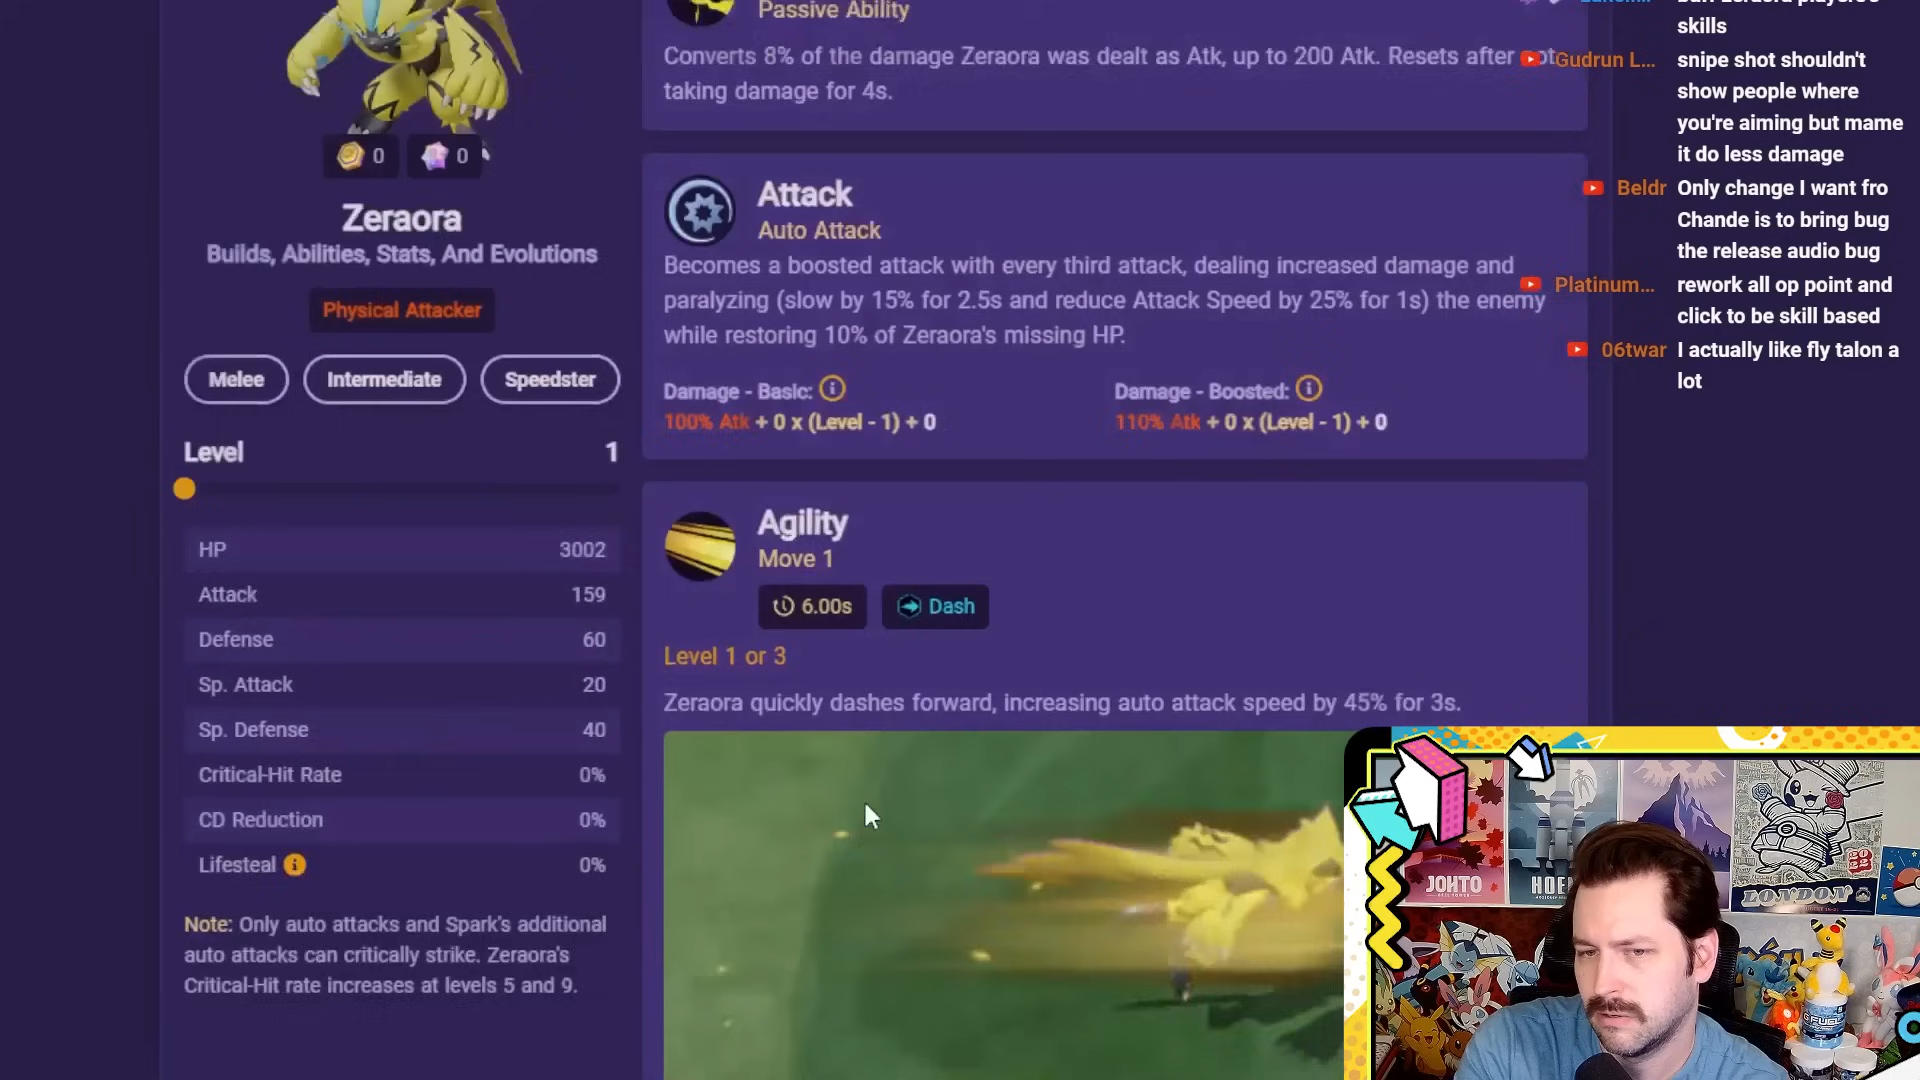 Passive Ability
Converts 8% of the damage Zeraora was dealt as Atk, up to 200 Atk. Resets after
taking damage for 4s.
0
0
Zeraora
Builds, Abilities, Stats, And Evolutions
Physical Attacker
Melee
Intermediate
Speedster
Level 1
HP 3002
Attack 159
Defense 60
Sp. Attack 20
Sp. Defense 40
Critical-Hit Rate 0%
CD Reduction 0%
Lifesteal 0%
Note: Only auto attacks and Spark's additional
auto attacks can critically strike. Zeraora's
Critical-Hit rate increases at levels 5 and 9.
Attack
Auto Attack
Becomes a boosted attack with every third attack, dealing increased damage and
paralyzing (slow by 15% for 2.5s and reduce Attack Speed by 25% for 1s) the enemy
while restoring 10% of Zeraora's missing HP.
Damage - Basic:
100% Atk + 0 x (Level - 1) + 0
Damage - Boosted:
110% Atk + 0 x (Level - 1) + 0
Agility
Move 1
6.00s
Dash
Level 1 or 3
Zeraora quickly dashes forward, increasing auto attack speed by 45% for 3s.
skills
Gudrun L... snipe shot shouldn't
show people where
you're aiming but mame
it do less damage
Beldr Only change I want fro
Chande is to bring bug
the release audio bug
Platinum... rework all op point and
click to be skill based
06twar I actually like fly talon a
lot
JOHTO
HOE
LONDON
2022
G FUEL